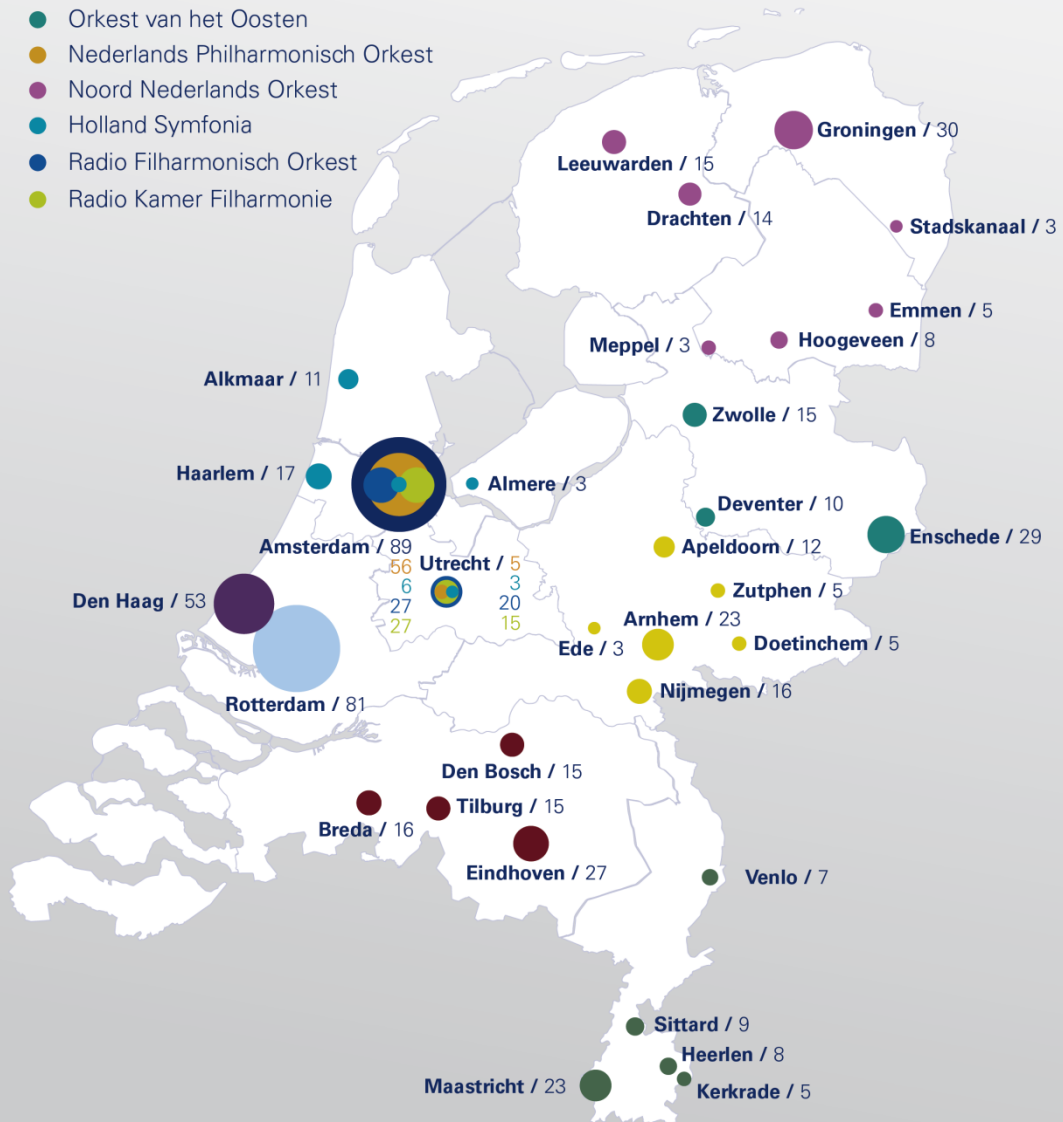 Orkest van het Oosten
Nederlands Philharmonisch Orkest
Noord Nederlands Orkest
Holland Symfonia
Radio Filharmonisch Orkest
Radio Kamer Filharmonie
Groningen / 30
Leeuwarden / 15
Drachten / 14
Stadskanaal / 3
Emmen / 5
Hoogeveen / 8
Meppel / 3
Alkmaar / 11
Zwolle / 15
Haarlem / 17
Almere / 3
Deventer / 10
Enschede / 29
Amsterdam / 89
56
6
27
27
Utrecht / 5
3
20
15
Apeldoorn / 12
Zutphen / 5
Den Haag / 53
Arnhem / 23
Ede / 3
Doetinchem / 5
Nijmegen / 16
Rotterdam / 81
Den Bosch / 15
Tilburg / 15
Breda / 16
Eindhoven / 27
Venlo / 7
Sittard / 9
Heerlen / 8
Maastricht / 23
Kerkrade / 5